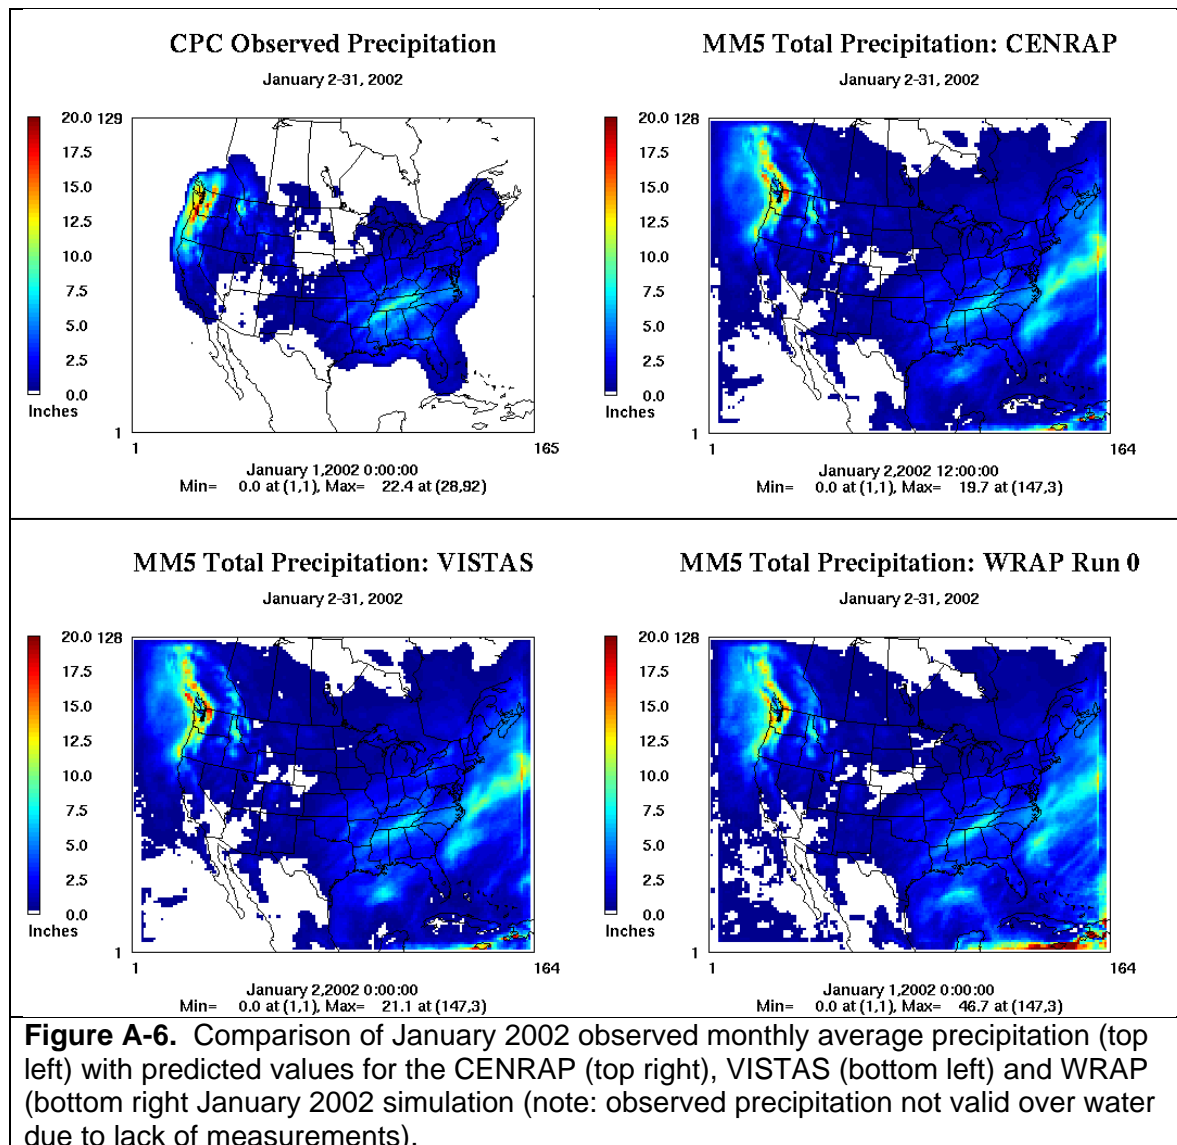 CPC Observed Precipitation
January 2-31, 2002
20.0
17.5
15.0
12.5
10.0
7.5
5.0
2.5
0.0
Inches
129
1
1
165
January 1,2002 0:00:00
Min= 0.0 at (1,1), Max= 22.4 at (28,92)
MM5 Total Precipitation: CENRAP
January 2-31, 2002
20.0
17.5
15.0
12.5
10.0
7.5
5.0
2.5
0.0
Inches
128
1
1
164
January 2,2002 12:00:00
Min= 0.0 at (1,1), Max= 19.7 at (147,3)
MM5 Total Precipitation: VISTAS
January 2-31, 2002
20.0
17.5
15.0
12.5
10.0
7.5
5.0
2.5
0.0
Inches
128
1
1
164
January 2,2002 0:00:00
Min= 0.0 at (1,1), Max= 21.1 at (147,3)
MM5 Total Precipitation: WRAP Run 0
January 2-31, 2002
20.0
17.5
15.0
12.5
10.0
7.5
5.0
2.5
0.0
Inches
128
1
1
164
January 1,2002 0:00:00
Min= 0.0 at (1,1), Max= 46.7 at (147,3)
Figure A-6. Comparison of January 2002 observed monthly average precipitation (top
left) with predicted values for the CENRAP (top right), VISTAS (bottom left) and WRAP
(bottom right January 2002 simulation (note: observed precipitation not valid over water
due to lack of measurements).